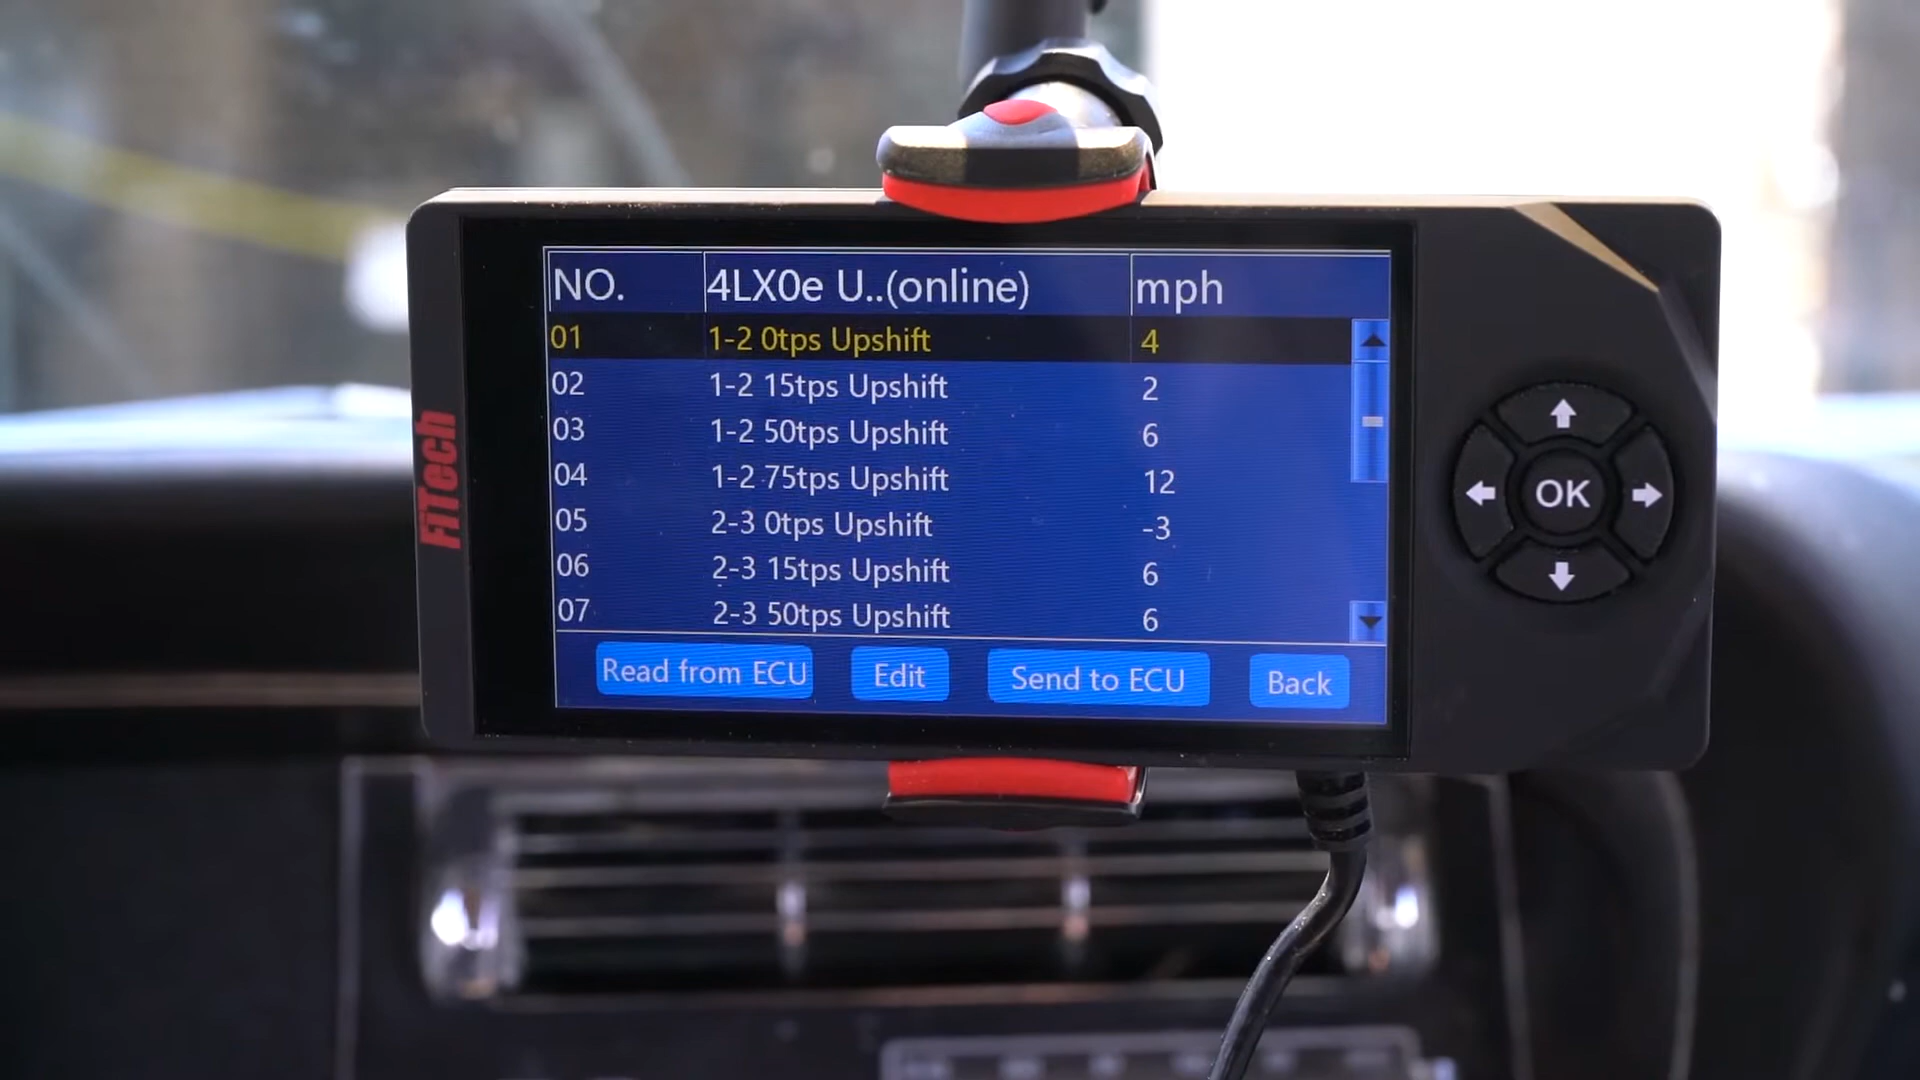 NO. 4LX0e U..(online) mph
01 1-2 0tps Upshift 4
02 1-2 15tps Upshift 2
03 1-2 50tps Upshift 6
04 1-2 75tps Upshift 12
05 2-3 0tps Upshift -3
06 2-3 15tps Upshift 6
07 2-3 50tps Upshift 6
Read from ECU Edit Send to ECU Back
FiTech
OK